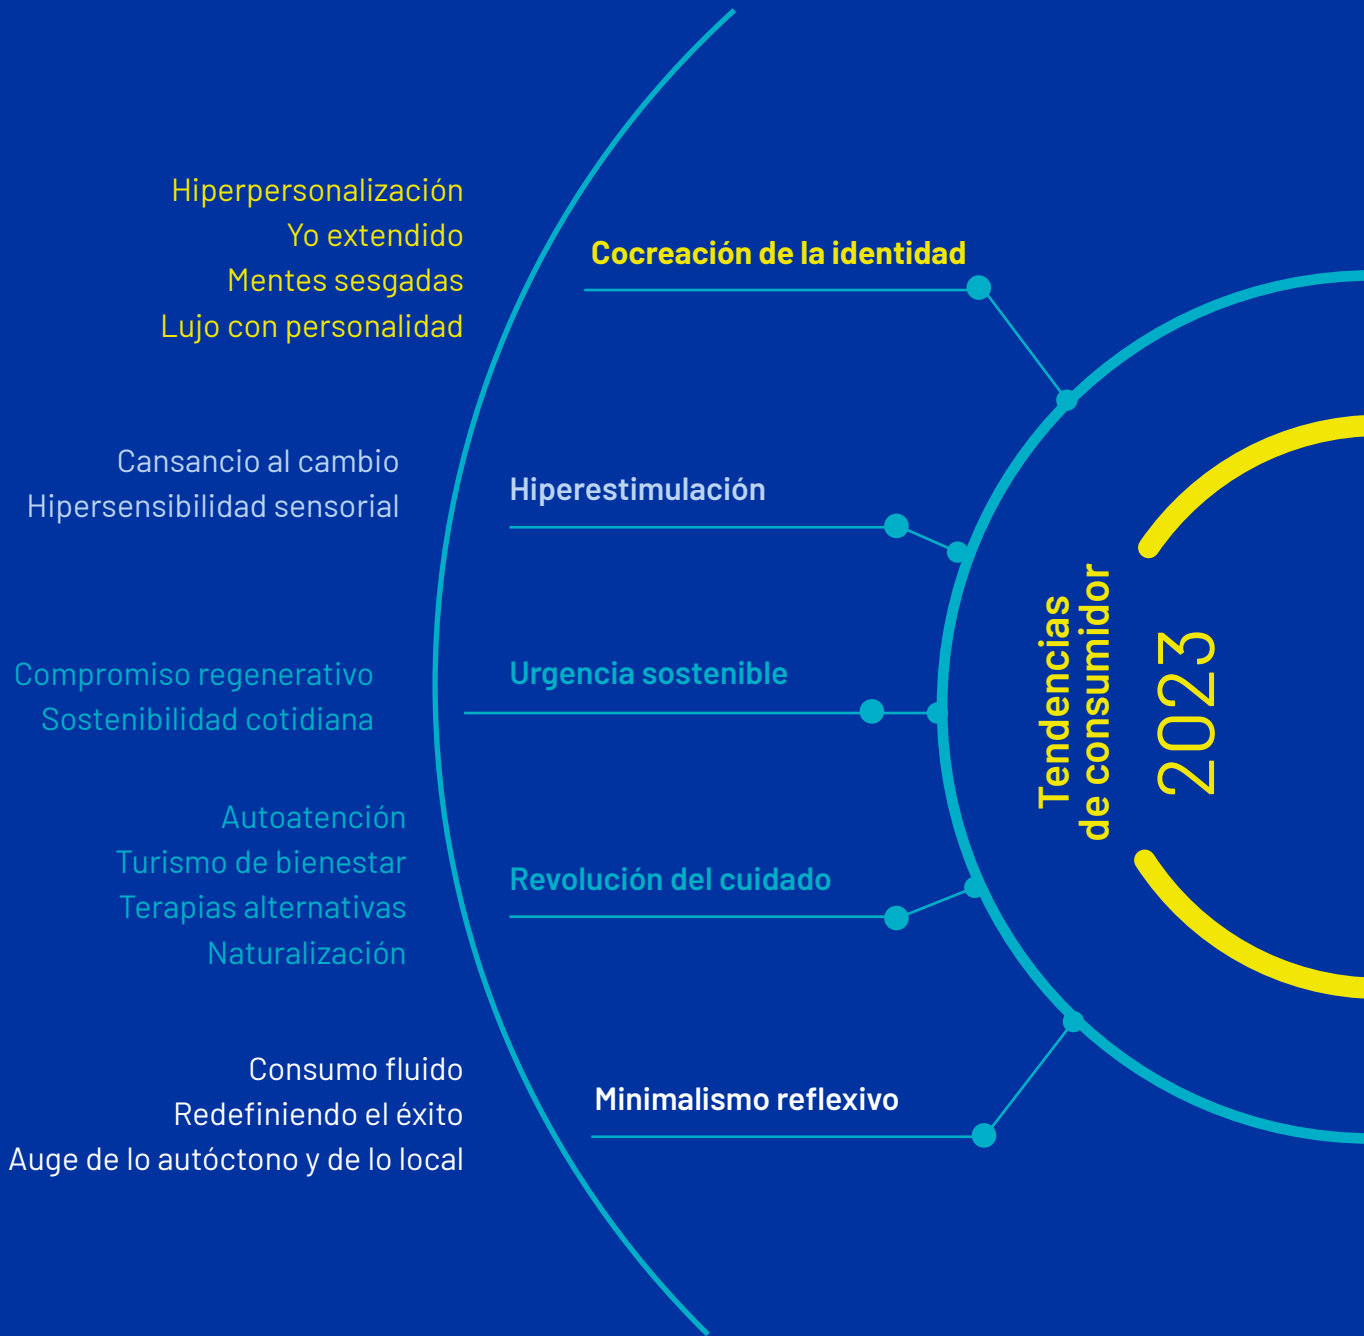 Hiperpersonalización
Yo extendido
Mentes sesgadas
Lujo con personalidad
Cocreación de la identidad
Cansancio al cambio
Hipersensibilidad sensorial
Hiperestimulación
Compromiso regenerativo
Sostenibilidad cotidiana
Urgencia sostenible
Autoatención
Turismo de bienestar
Terapias alternativas
Naturalización
Revolución del cuidado
Consumo fluido
Redefiniendo el éxito
Auge de lo autóctono y de lo local
Minimalismo reflexivo
Tendencias
de consumidor
2023